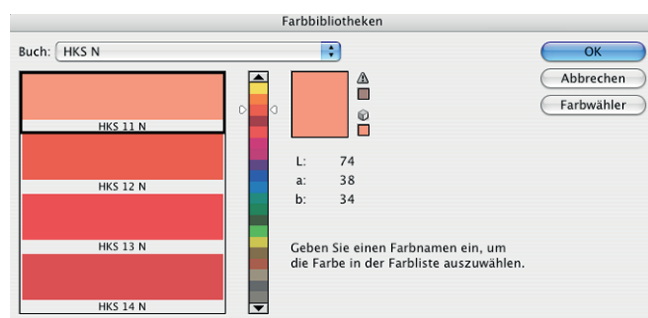 Farbbibliotheken
Buch: HKS N
OK
Abbrechen
Farbwähler
HKS 11 N
HKS 12 N
HKS 13 N
HKS 14 N
L: 74
a: 38
b: 34
Geben Sie einen Farbnamen ein, um
die Farbe in der Farbliste auszuwählen.